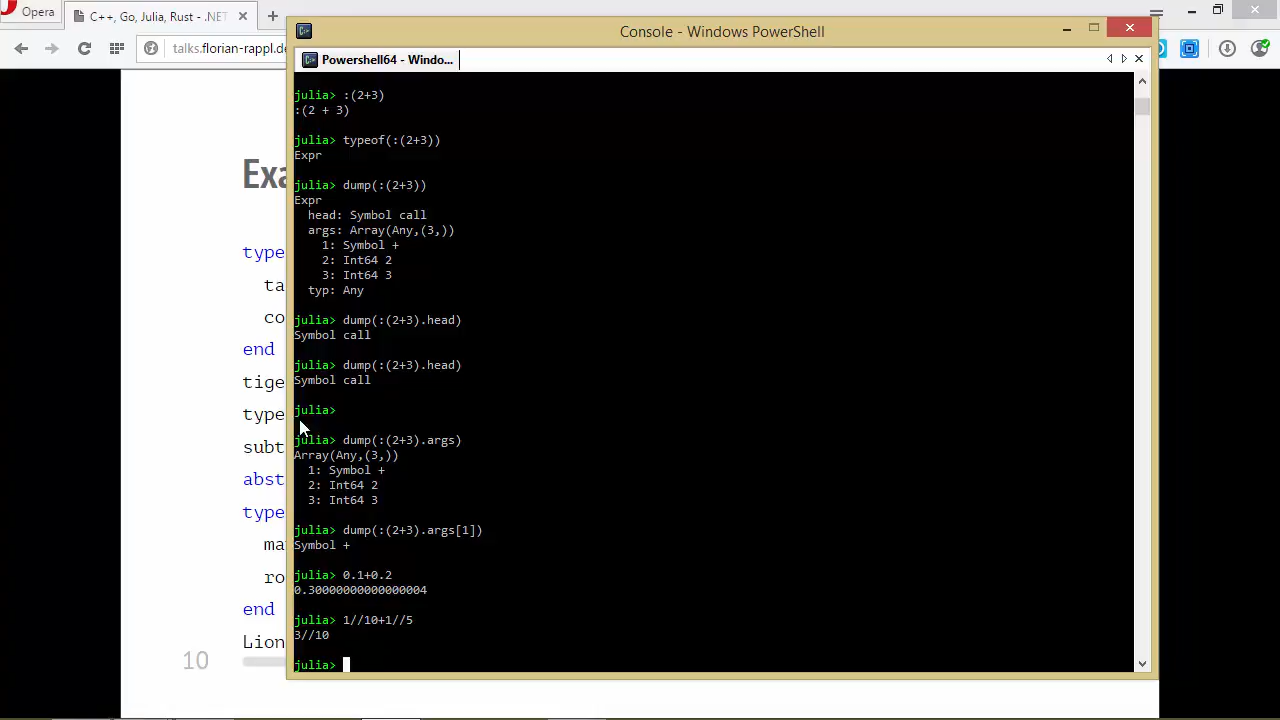 Opera
C++, Go, Julia, Rust - .NET
talks.florian-rappl.de
Console - Windows PowerShell
Powershell64 - Windo...
julia> :(2+3)
:(2 + 3)
julia> typeof(:(2+3))
Expr
julia> dump(:(2+3))
Expr
head: Symbol call
args: Array(Any,(3,))
1: Symbol +
2: Int64 2
3: Int64 3
typ: Any
julia> dump(:(2+3).head)
Symbol call
julia> dump(:(2+3).head)
Symbol call
julia>
julia> dump(:(2+3).args)
Array(Any,(3,))
1: Symbol +
2: Int64 2
3: Int64 3
julia> dump(:(2+3).args[1])
Symbol +
julia> 0.1+0.2
0.30000000000000004
julia> 1//10+1//5
3//10
julia>
Exa
type
ta
co
end
tige
type
subt
abst
type
ma
ro
end
Lion
10